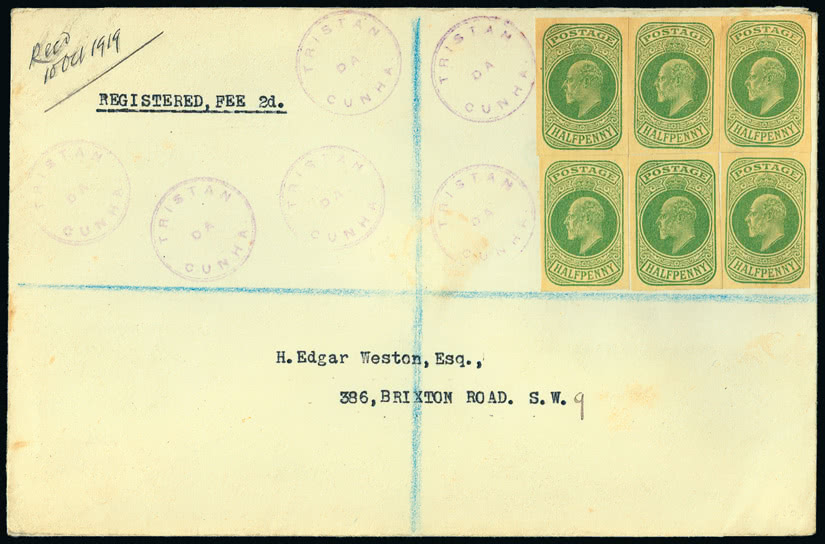 Recd
10 Oct 1919
REGISTERED, FEE 2d.
TRISTAN
DA
CUNHA
TRISTAN
DA
CUNHA
TRISTAN
DA
CUNHA
TRISTAN
DA
CUNHA
TRISTAN
DA
CUNHA
TRISTAN
DA
CUNHA
POSTAGE
HALFPENNY
POSTAGE
HALFPENNY
POSTAGE
HALFPENNY
POSTAGE
HALFPENNY
POSTAGE
HALFPENNY
POSTAGE
HALFPENNY
H. Edgar Weston, Esq.,
386, BRIXTON ROAD. S.W. 9